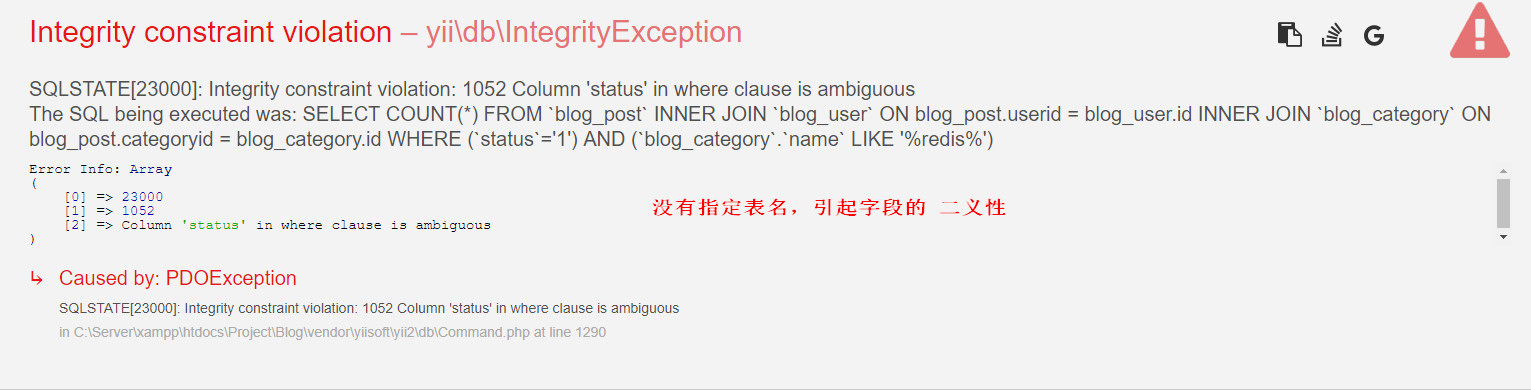 Integrity constraint violation – yii\db\IntegrityException
SQLSTATE[23000]: Integrity constraint violation: 1052 Column 'status' in where clause is ambiguous
The SQL being executed was: SELECT COUNT(*) FROM `blog_post` INNER JOIN `blog_user` ON blog_post.userid = blog_user.id INNER JOIN `blog_category` ON
blog_post.categoryid = blog_category.id WHERE (`status`='1') AND (`blog_category`.`name` LIKE '%redis%')
Error Info: Array
(
[0] => 23000
[1] => 1052
[2] => Column 'status' in where clause is ambiguous
)
没有指定表名，引起字段的 二义性
Caused by: PDOException
SQLSTATE[23000]: Integrity constraint violation: 1052 Column 'status' in where clause is ambiguous
in C:\Server\xampp\htdocs\Project\Blog\vendor\yiisoft\yii2\db\Command.php at line 1290